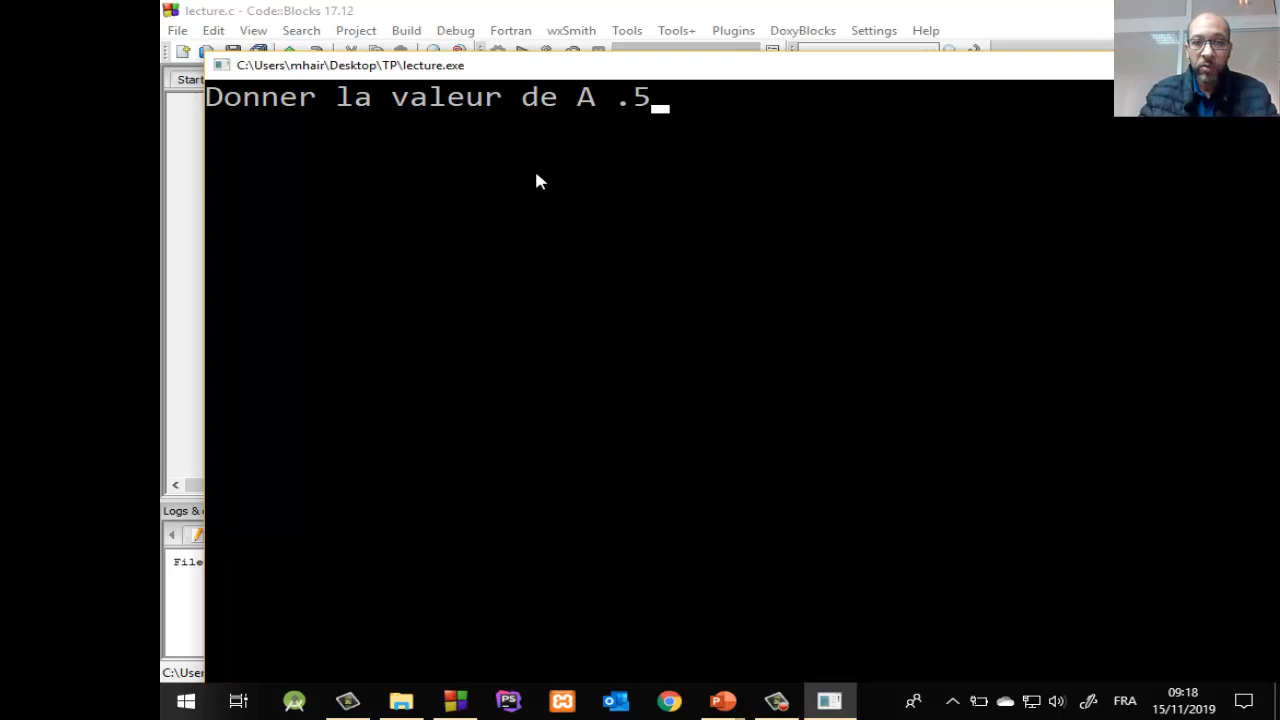 lecture.c - Code::Blocks 17.12
File Edit View Search Project Build Debug Fortran wxSmith Tools Tools+ Plugins DoxyBlocks Settings Help
C:\Users\mhair\Desktop\TP\lecture.exe
Start
Donner la valeur de A .5
Logs &
File
C:\User
PS
FRA
09:18
15/11/2019